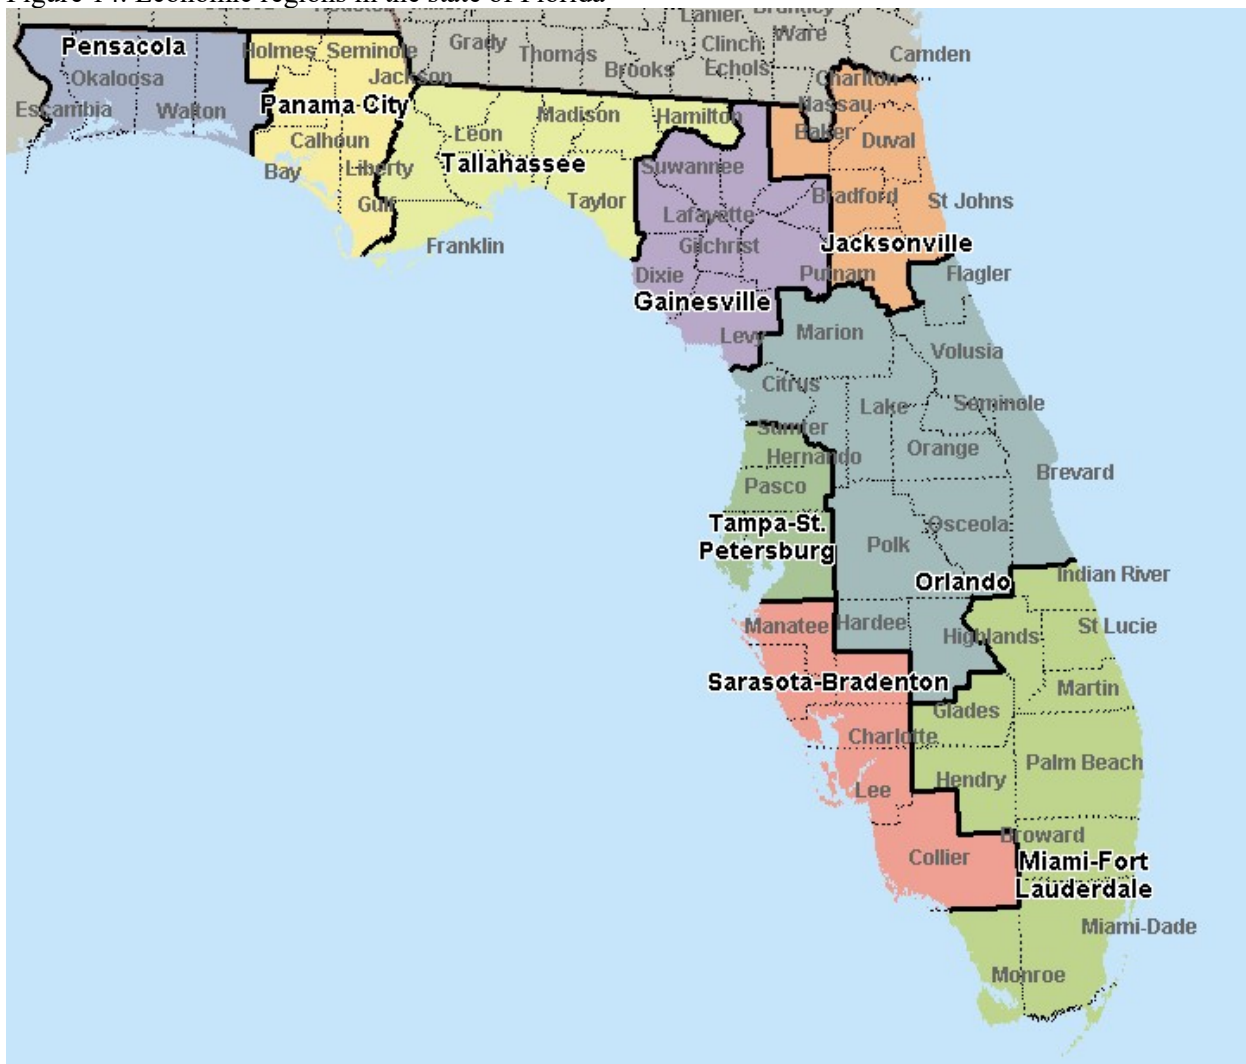 Figure 14. Economic regions in the state of Florida
Lanier
Brantley
Ware
Clinch
Echols
Grady
Thomas
Brooks
Camden
Charlton
Pensacola
Holmes
Seminole
Okaloosa
Jackson
Escambia
Walton
Panama City
Madison
Hamilton
Nassau
Baker
Duval
Calhoun
Leon
Tallahassee
Suwannee
Bay
Liberty
Gulf
Taylor
Bradford
St Johns
Lafayette
Franklin
Gilchrist
Jacksonville
Dixie
Putnam
Flagler
Gainesville
Levy
Marion
Volusia
Citrus
Lake
Seminole
Sumter
Hernando
Orange
Brevard
Pasco
Tampa-St.
Petersburg
Osceola
Polk
Orlando
Indian River
Manatee
Hardee
Highlands
St Lucie
Sarasota-Bradenton
Martin
Glades
Charlotte
Palm Beach
Hendry
Lee
Broward
Collier
Miami-Fort
Lauderdale
Miami-Dade
Monroe